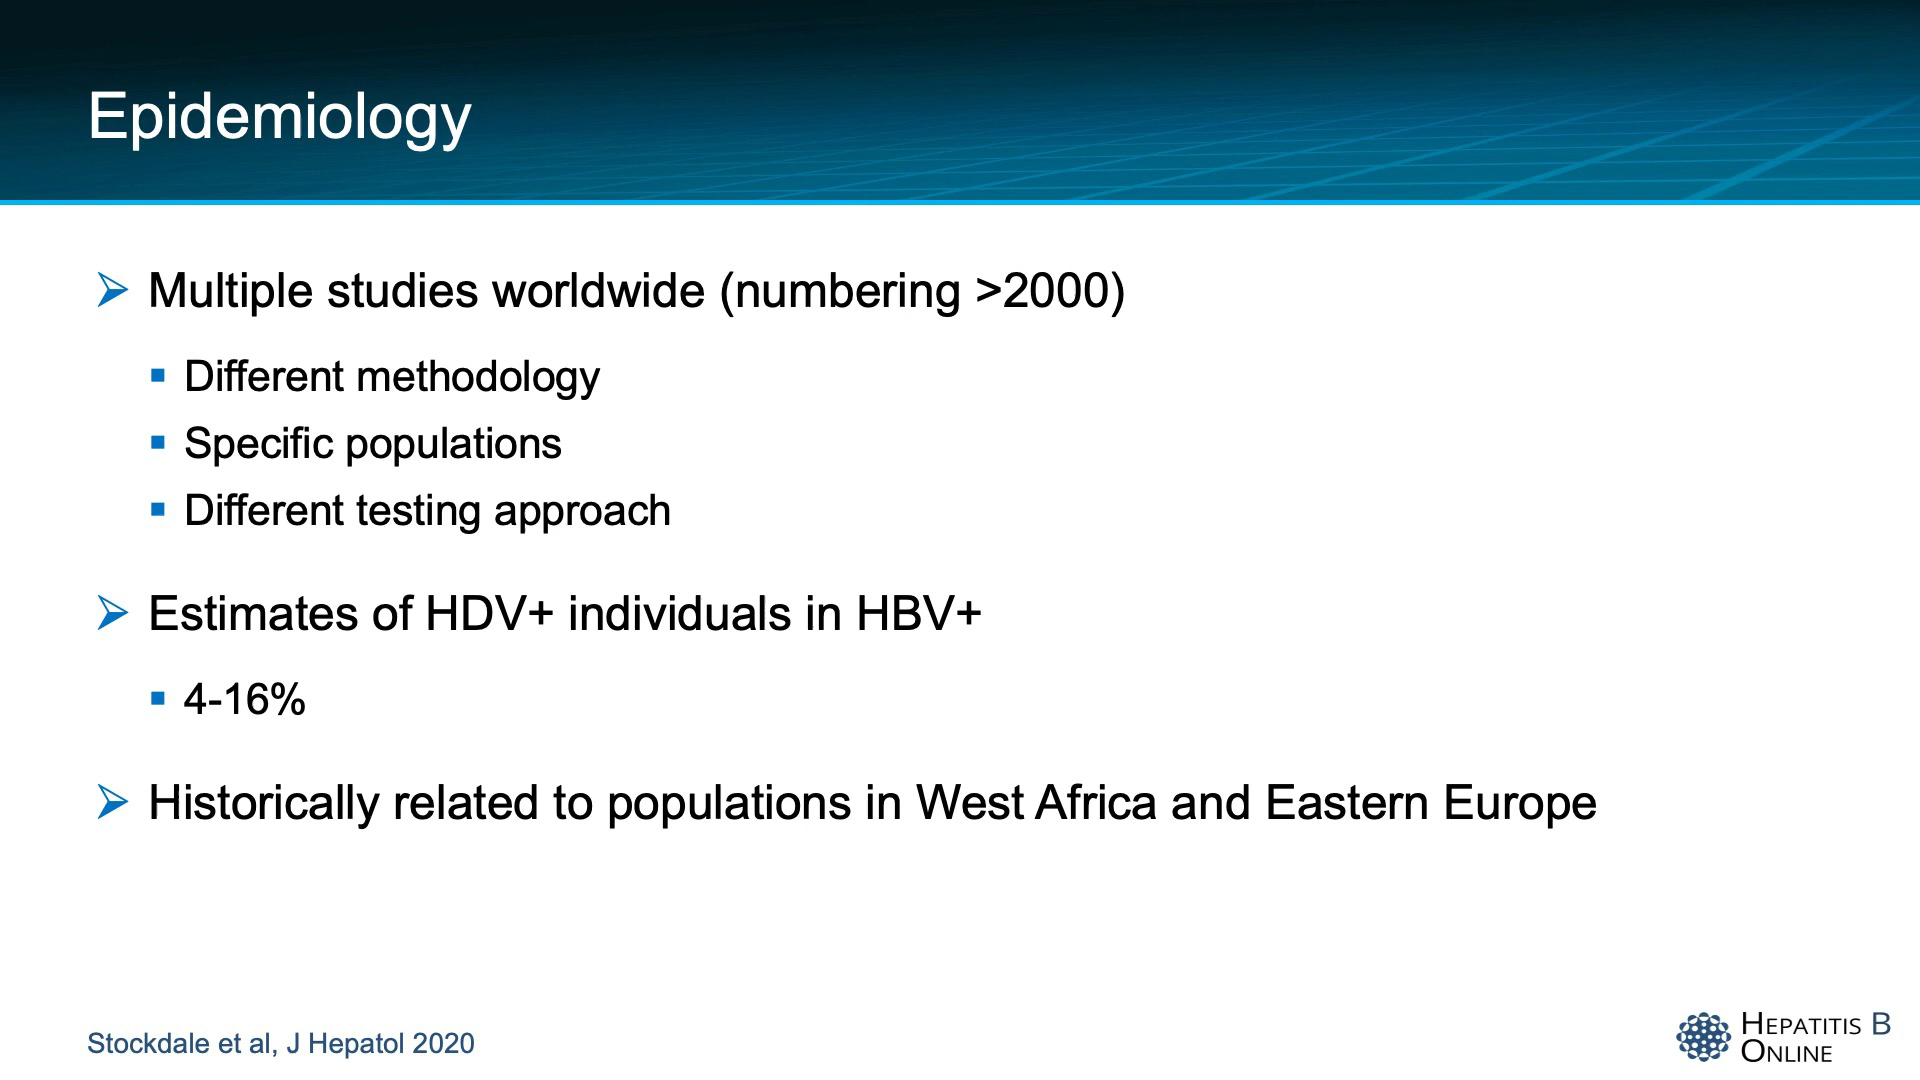 Epidemiology
Multiple studies worldwide (numbering >2000)
Different methodology
Specific populations
Different testing approach
Estimates of HDV+ individuals in HBV+
4-16%
Historically related to populations in West Africa and Eastern Europe
Stockdale et al, J Hepatol 2020
HEPATITIS B
ONLINE